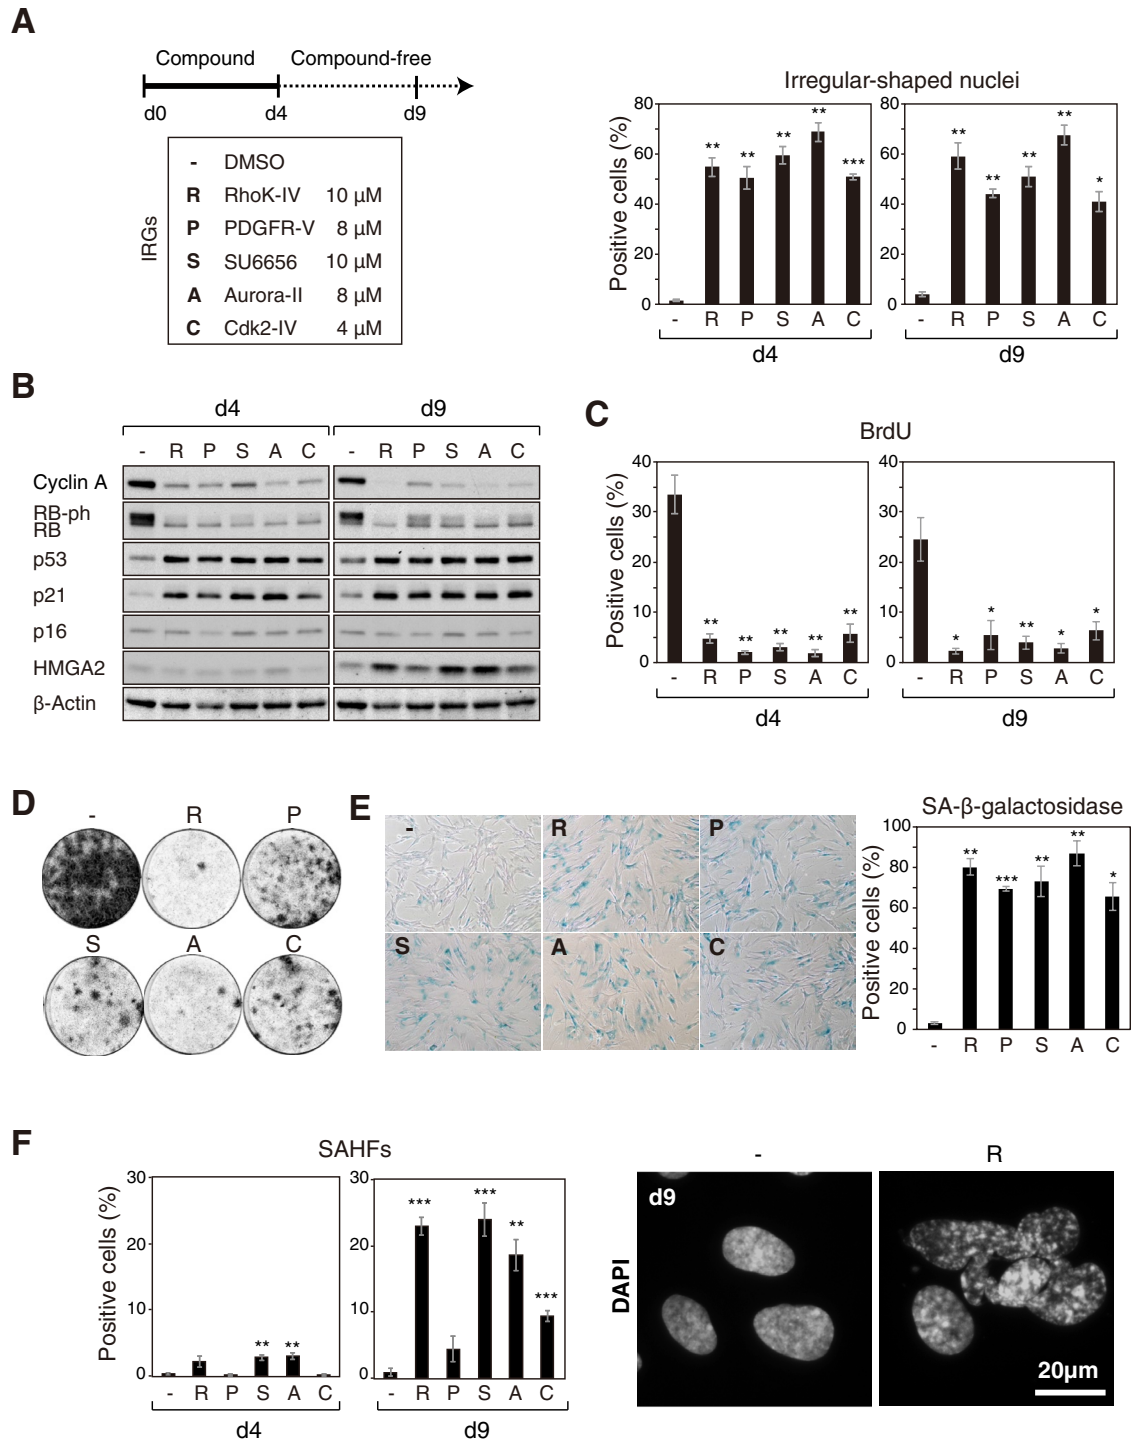 A
Compound Compound-free
d0 d4 d9
IRGs
- DMSO
R RhoK-IV 10 µM
P PDGFR-V 8 µM
S SU6656 10 µM
A Aurora-II 8 µM
C Cdk2-IV 4 µM
Irregular-shaped nuclei
Positive cells (%)
80 80
60 60
40 40
20 20
0 0
** ** ** ** ***
** ** ** ** *
- R P S A C - R P S A C
d4 d9
B
d4 d9
- R P S A C - R P S A C
Cyclin A
RB-ph
RB
p53
p21
p16
HMGA2
β-Actin
C
BrdU
Positive cells (%)
40 40
30 30
20 20
10 10
0 0
** ** ** ** **
* * ** * *
- R P S A C - R P S A C
d4 d9
D
- R P
S A C
E
- R P
S A C
SA-β-galactosidase
Positive cells (%)
100
80
60
40
20
0
** *** ** ** *
- R P S A C
F
SAHFs
Positive cells (%)
30 30
20 20
10 10
0 0
** **
*** *** ** ***
- R P S A C - R P S A C
d4 d9
- R
d9
DAPI
20µm